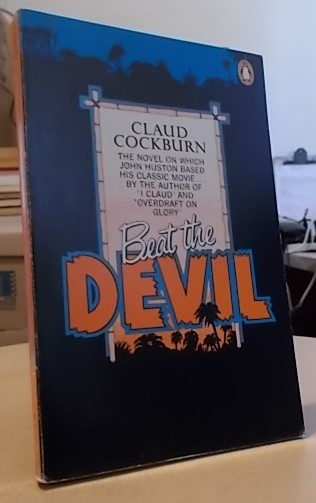 CLAUD
COCKBURN
THE NOVEL ON WHICH
JOHN HUSTON BASED
HIS CLASSIC MOVIE...
BY THE AUTHOR OF
'I CLAUD' AND
'OVERDRAFT ON
GLORY'
Beat the
DEVIL